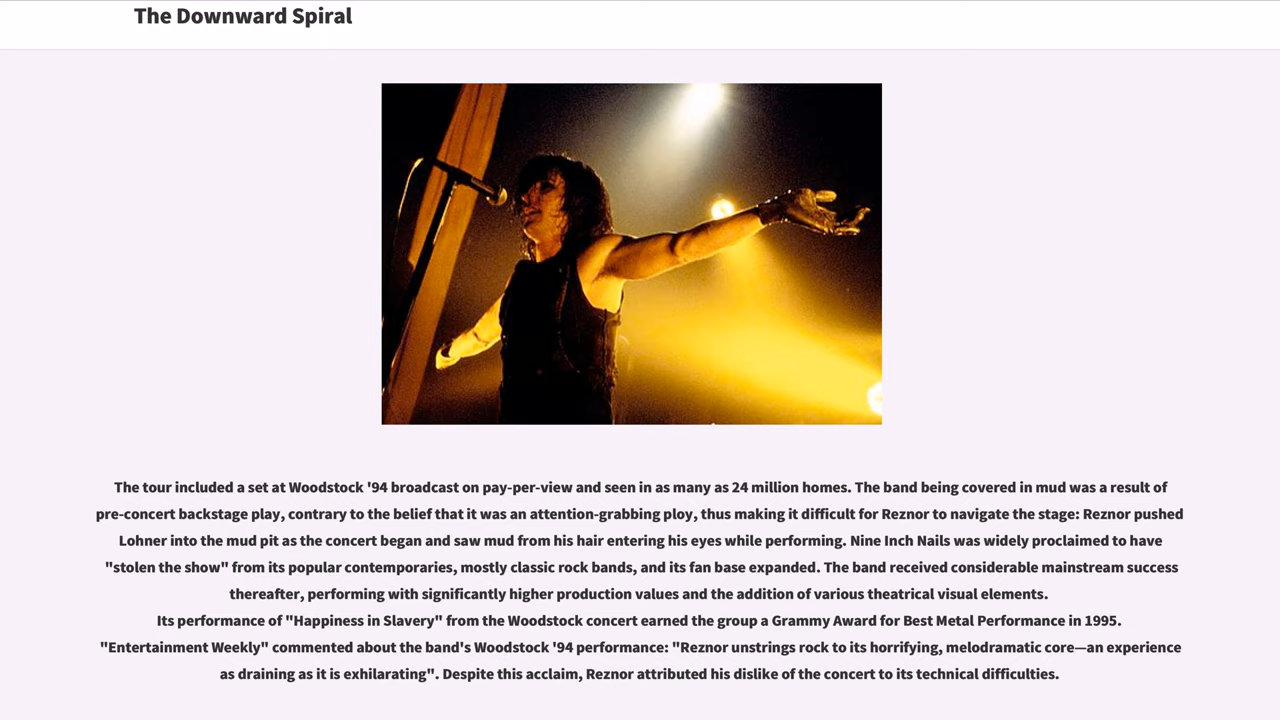 The Downward Spiral
The tour included a set at Woodstock '94 broadcast on pay-per-view and seen in as many as 24 million homes. The band being covered in mud was a result of
pre-concert backstage play, contrary to the belief that it was an attention-grabbing ploy, thus making it difficult for Reznor to navigate the stage: Reznor pushed
Lohner into the mud pit as the concert began and saw mud from his hair entering his eyes while performing. Nine Inch Nails was widely proclaimed to have
"stolen the show" from its popular contemporaries, mostly classic rock bands, and its fan base expanded. The band received considerable mainstream success
thereafter, performing with significantly higher production values and the addition of various theatrical visual elements.
Its performance of "Happiness in Slavery" from the Woodstock concert earned the group a Grammy Award for Best Metal Performance in 1995.
"Entertainment Weekly" commented about the band's Woodstock '94 performance: "Reznor unstrings rock to its horrifying, melodramatic core—an experience
as draining as it is exhilarating". Despite this acclaim, Reznor attributed his dislike of the concert to its technical difficulties.